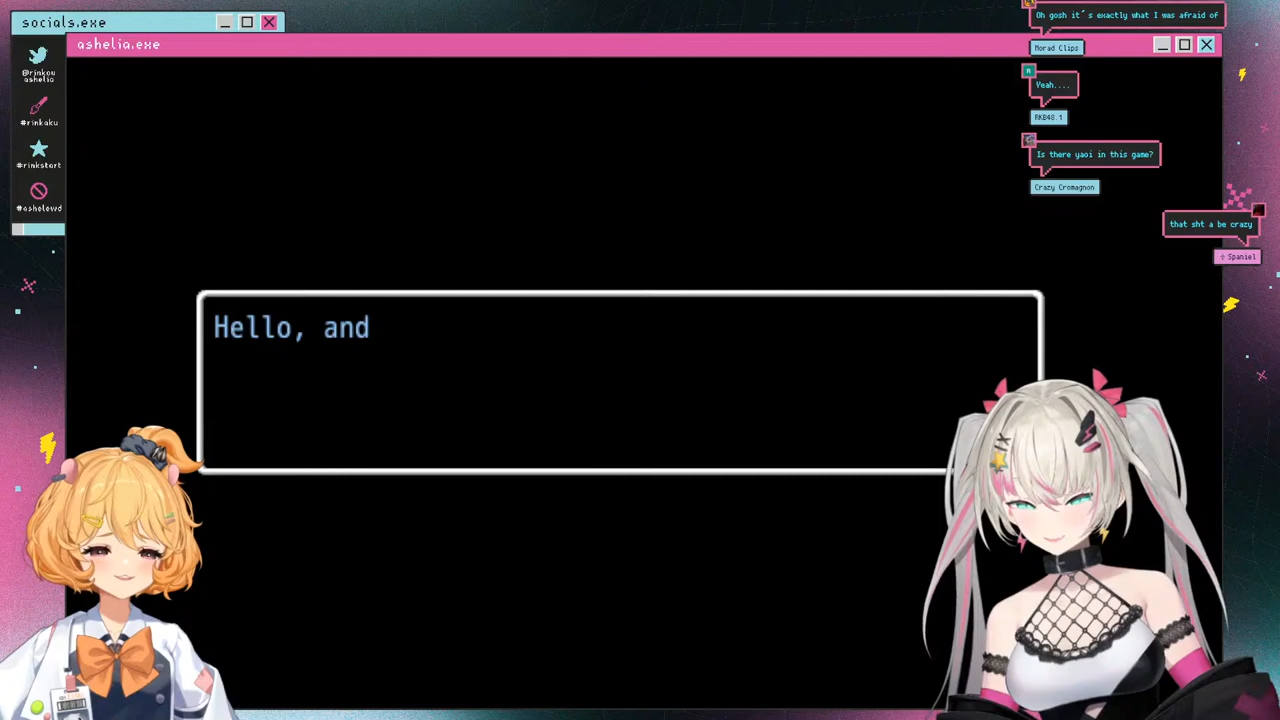 socials.exe
@rinkou
ashelia
#rinkaku
#rinkstart
#ashelewd
ashelia.exe
Oh gosh it´s exactly what I was afraid of
Morad Clips
M
Yeah....
RKB48.1
Is there yaoi in this game?
Crazy Cromagnon
that sht a be crazy
Spaniel
Hello, and